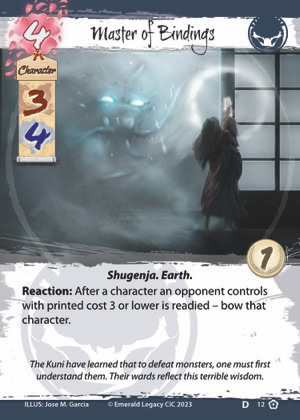 4
Master of Bindings
Character
3
4
1
Shugenja. Earth.
Reaction: After a character an opponent controls
with printed cost 3 or lower is readied – bow that
character.
The Kuni have learned that to defeat monsters, one must first
understand them. Their wards reflect this terrible wisdom.
ILLUS: Jose M. Garcia © Emerald Legacy CIC 2023 D 12